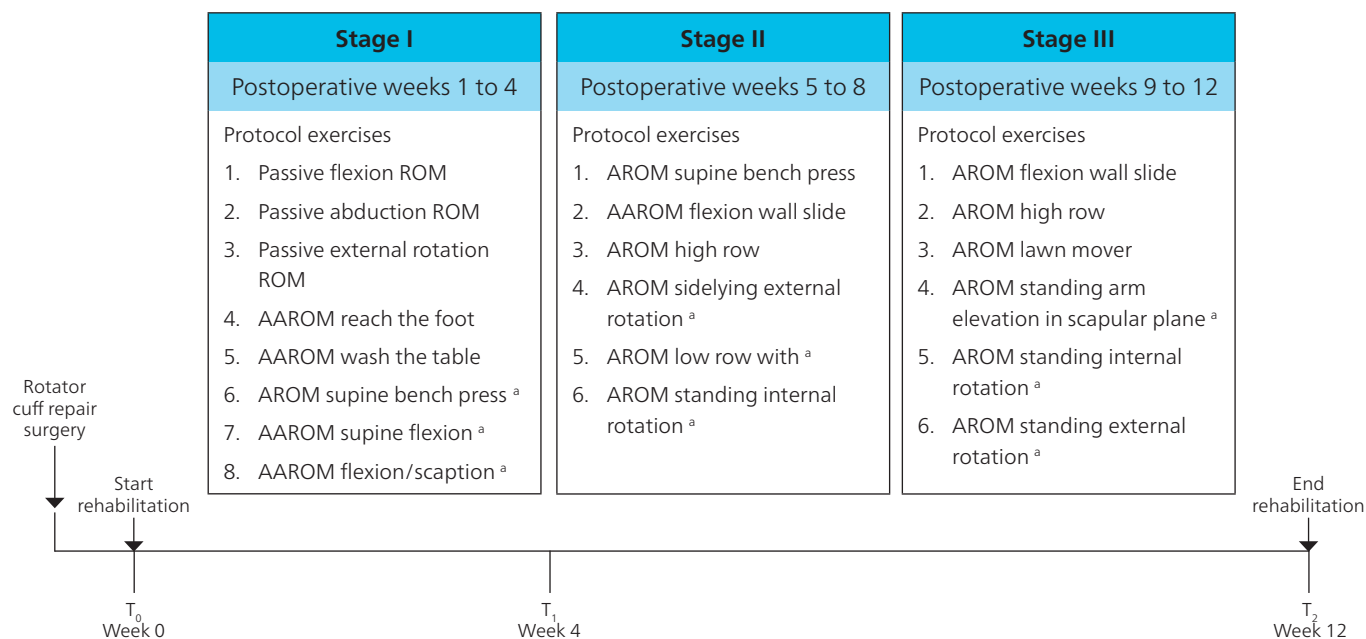 Stage I
Postoperative weeks 1 to 4
Protocol exercises
1. Passive flexion ROM
2. Passive abduction ROM
3. Passive external rotation
ROM
4. AAROM reach the foot
5. AAROM wash the table
6. AROM supine bench press a
7. AAROM supine flexion a
8. AAROM flexion/scaption a
Stage II
Postoperative weeks 5 to 8
Protocol exercises
1. AROM supine bench press
2. AAROM flexion wall slide
3. AROM high row
4. AROM sidelying external
rotation a
5. AROM low row with a
6. AROM standing internal
rotation a
Stage III
Postoperative weeks 9 to 12
Protocol exercises
1. AROM flexion wall slide
2. AROM high row
3. AROM lawn mover
4. AROM standing arm
elevation in scapular plane a
5. AROM standing internal
rotation a
6. AROM standing external
rotation a
Rotator
cuff repair
surgery
Start
rehabilitation
End
rehabilitation
T0
Week 0
T1
Week 4
T2
Week 12